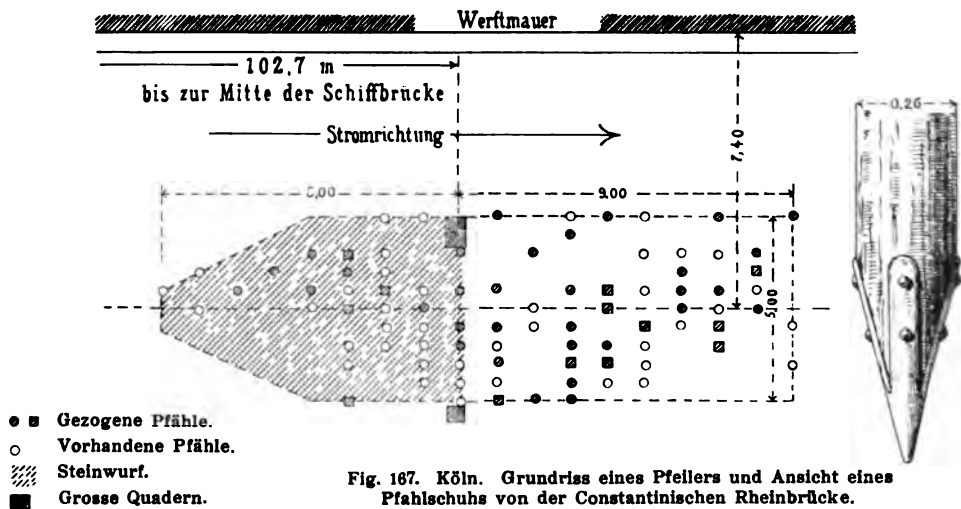 Werftmauer
102,7 m
bis zur Mitte der Schiffbrücke
Stromrichtung
7,40
0,26
8,00
9,00
5,00
Gezogene Pfähle.
Vorhandene Pfähle.
Steinwurf.
Grosse Quadern.
Fig. 167. Köln. Grundriss eines Pfeilers und Ansicht eines
Pfahlschuhs von der Constantinischen Rheinbrücke.